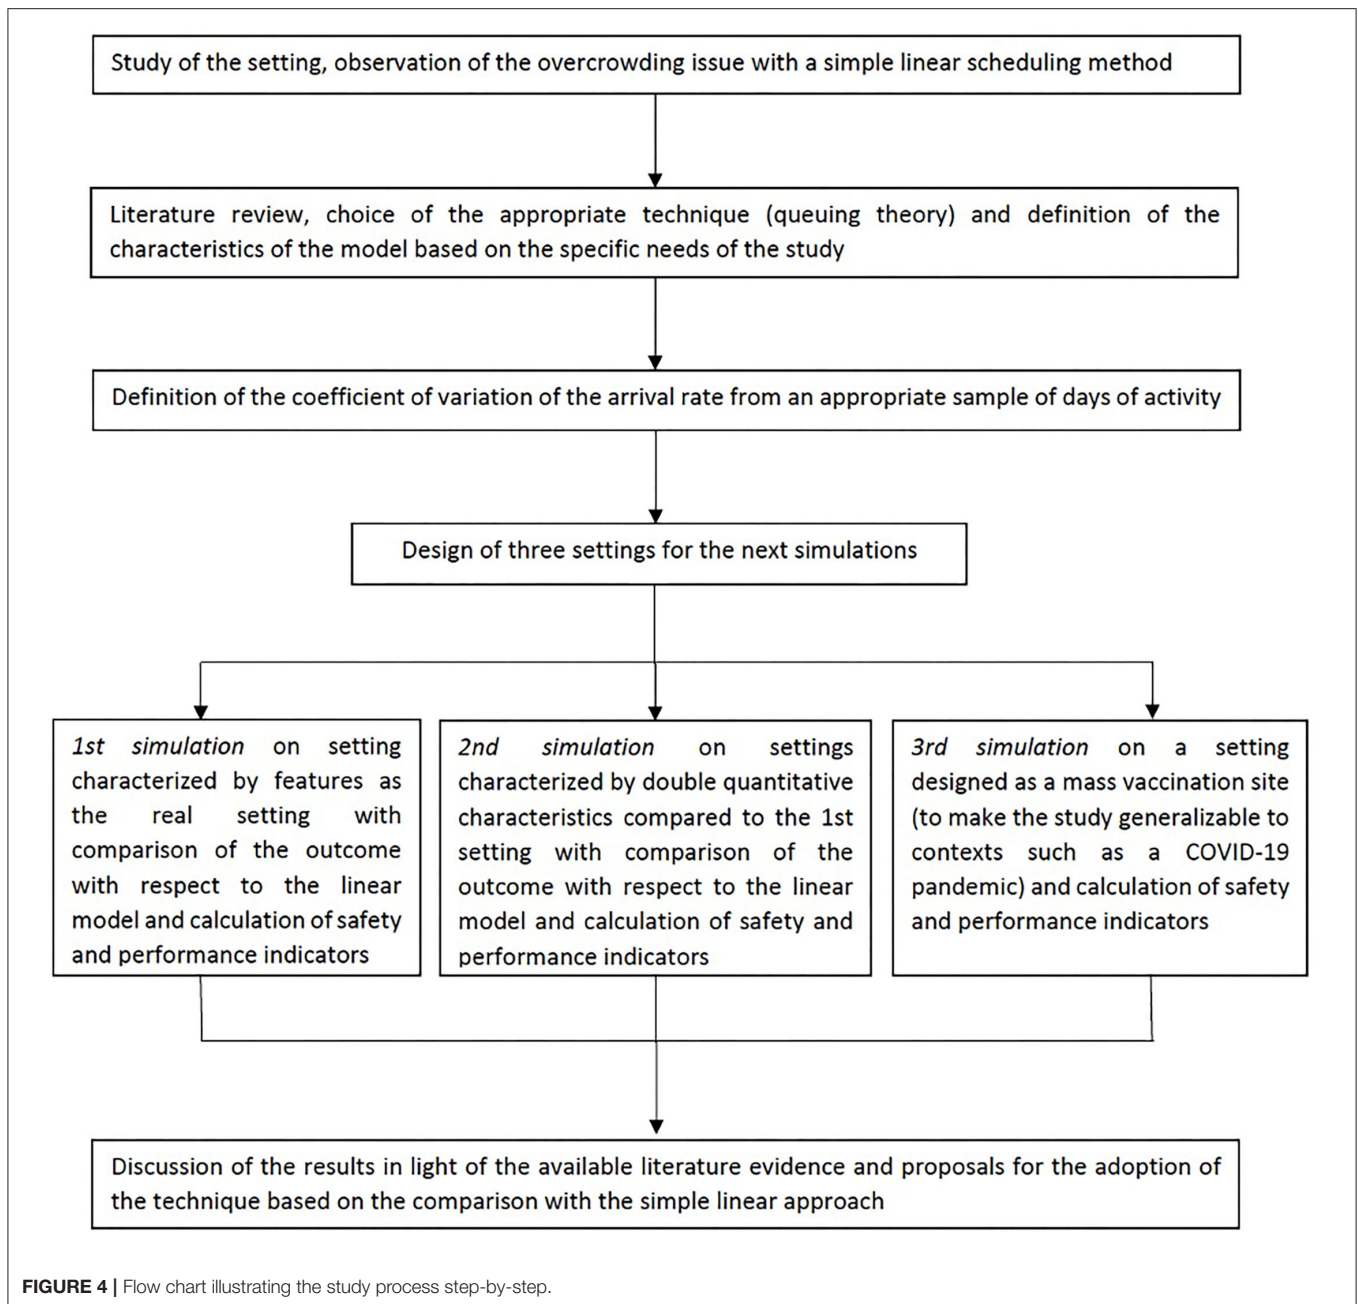 Study of the setting, observation of the overcrowding issue with a simple linear scheduling method
Literature review, choice of the appropriate technique (queuing theory) and definition of the
characteristics of the model based on the specific needs of the study
Definition of the coefficient of variation of the arrival rate from an appropriate sample of days of activity
Design of three settings for the next simulations
1st simulation on setting
characterized by features as
the real setting with
comparison of the outcome
with respect to the linear
model and calculation of safety
and performance indicators
2nd simulation on settings
characterized by double quantitative
characteristics compared to the 1st
setting with comparison of the
outcome with respect to the linear
model and calculation of safety and
performance indicators
3rd simulation on a setting
designed as a mass vaccination site
(to make the study generalizable to
contexts such as a COVID-19
pandemic) and calculation of safety
and performance indicators
Discussion of the results in light of the available literature evidence and proposals for the adoption of
the technique based on the comparison with the simple linear approach
FIGURE 4 | Flow chart illustrating the study process step-by-step.